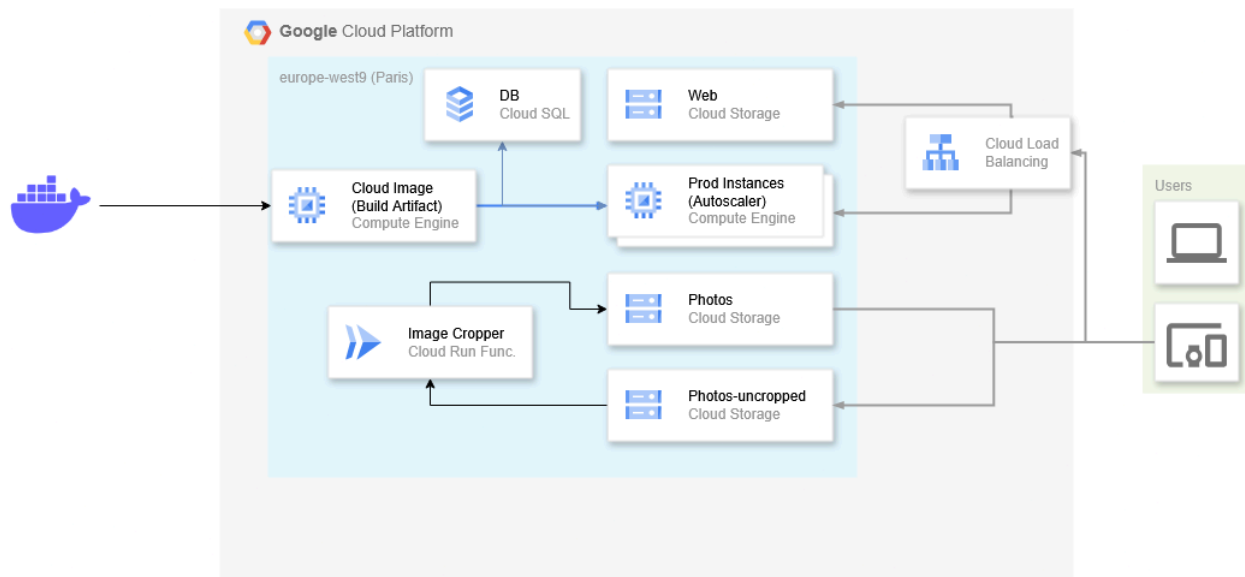 Google Cloud Platform
europe-west9 (Paris)
DB
Cloud SQL
Web
Cloud Storage
Cloud Load
Balancing
Users
Cloud Image
(Build Artifact)
Compute Engine
Prod Instances
(Autoscaler)
Compute Engine
Photos
Cloud Storage
Image Cropper
Cloud Run Func.
Photos-uncropped
Cloud Storage